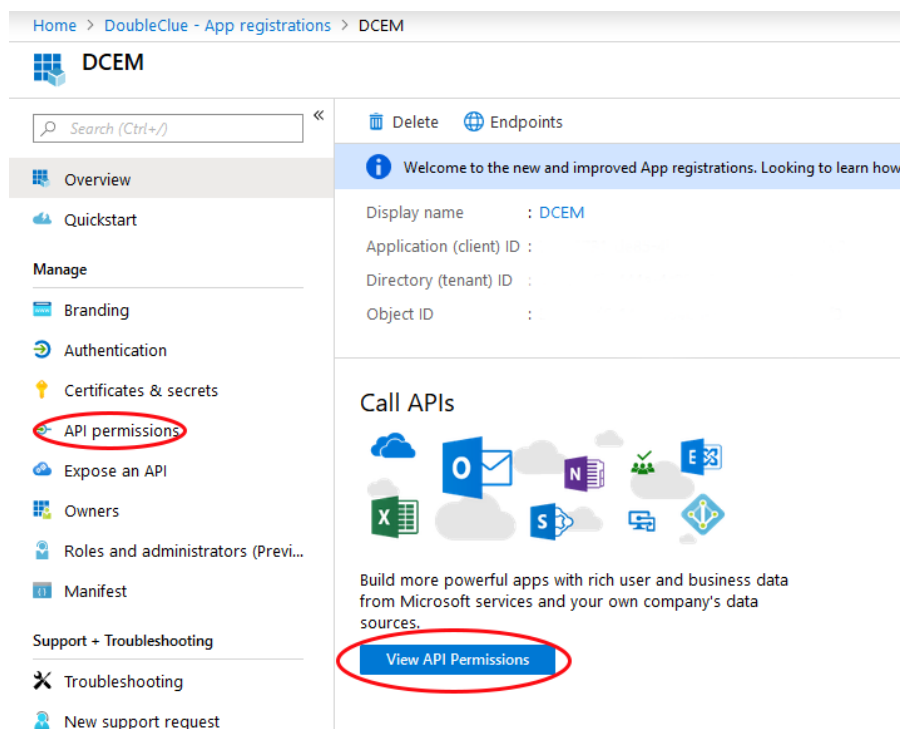 Home > DoubleClue - App registrations > DCEM
DCEM
Search (Ctrl+/)
«
Overview
Quickstart
Manage
Branding
Authentication
Certificates & secrets
API permissions
Expose an API
Owners
Roles and administrators (Previ...
Manifest
Support + Troubleshooting
Troubleshooting
New support request
Delete Endpoints
Welcome to the new and improved App registrations. Looking to learn how
Display name : DCEM
Application (client) ID :
Directory (tenant) ID :
Object ID :
Call APIs
O N E
X S
Build more powerful apps with rich user and business data
from Microsoft services and your own company's data
sources.
View API Permissions